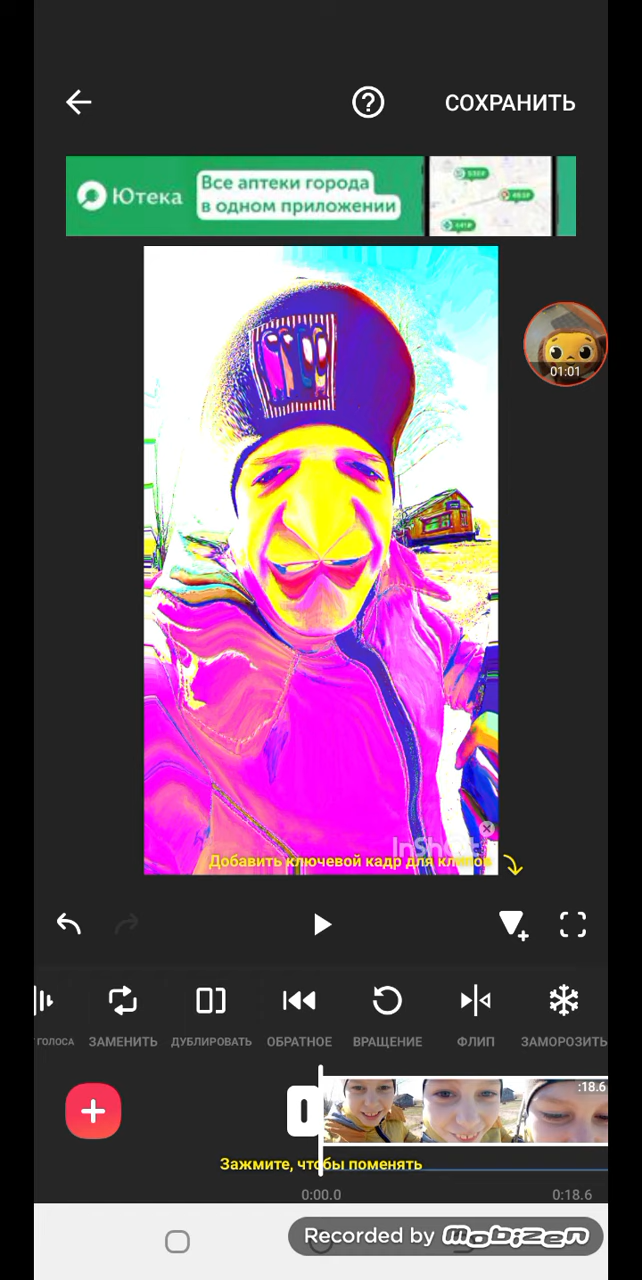 СОХРАНИТЬ
Ютека
Все аптеки города
в одном приложении
01:01
InShot
Добавить ключевой кадр для клипов
ГОЛОСА
ЗАМЕНИТЬ
ДУБЛИРОВАТЬ
ОБРАТНОЕ
ВРАЩЕНИЕ
ФЛИП
ЗАМОРОЗИТЬ
:18.6
Зажмите, чтобы поменять
0:00.0
0:18.6
Recorded by Mobizen